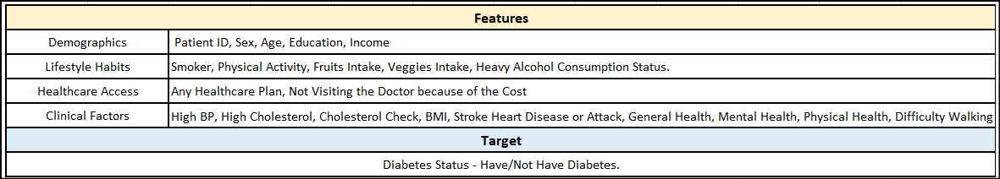 Features
Demographics Patient ID, Sex, Age, Education, Income
Lifestyle Habits Smoker, Physical Activity, Fruits Intake, Veggies Intake, Heavy Alcohol Consumption Status.
Healthcare Access Any Healthcare Plan, Not Visiting the Doctor because of the Cost
Clinical Factors High BP, High Cholesterol, Cholesterol Check, BMI, Stroke Heart Disease or Attack, General Health, Mental Health, Physical Health, Difficulty Walking
Target
Diabetes Status - Have/Not Have Diabetes.